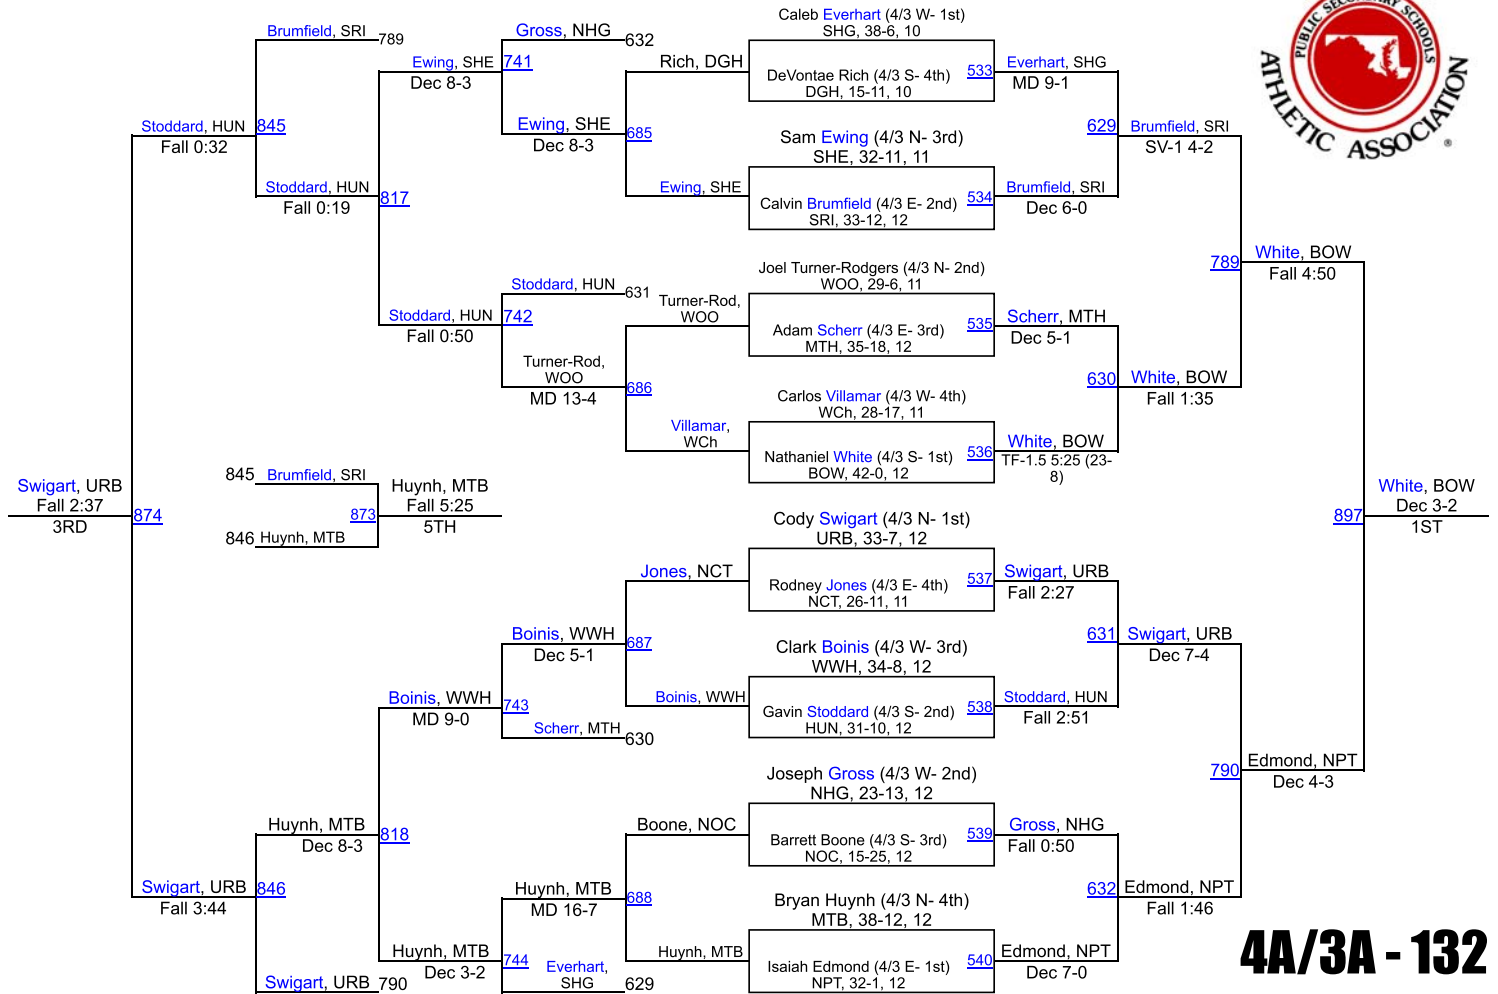 PUBLIC SECONDARY SCHOOLS
ATHLETIC ASSOCIATION
®
Brumfield, SRI
789
Stoddard, HUN
Fall 0:32
845
Stoddard, HUN
Fall 0:19
Ewing, SHE
Dec 8-3
817
Stoddard, HUN
Fall 0:50
Gross, NHG
632
741
Ewing, SHE
Dec 8-3
Rich, DGH
685
Ewing, SHE
Stoddard, HUN
631
742
Turner-Rod,
WOO
MD 13-4
Turner-Rod,
WOO
686
Villamar,
WCh
Caleb Everhart (4/3 W- 1st)
SHG, 38-6, 10
DeVontae Rich (4/3 S- 4th)
DGH, 15-11, 10
533
Everhart, SHG
MD 9-1
Sam Ewing (4/3 N- 3rd)
SHE, 32-11, 11
Calvin Brumfield (4/3 E- 2nd)
SRI, 33-12, 12
534
Brumfield, SRI
Dec 6-0
629
Brumfield, SRI
SV-1 4-2
Joel Turner-Rodgers (4/3 N- 2nd)
WOO, 29-6, 11
Adam Scherr (4/3 E- 3rd)
MTH, 35-18, 12
535
Scherr, MTH
Dec 5-1
Carlos Villamar (4/3 W- 4th)
WCh, 28-17, 11
Nathaniel White (4/3 S- 1st)
BOW, 42-0, 12
536
White, BOW
TF-1.5 5:25 (23-
8)
630
White, BOW
Fall 1:35
789
White, BOW
Fall 4:50
Swigart, URB
Fall 2:37
3RD
874
845
Brumfield, SRI
846
Huynh, MTB
873
Huynh, MTB
Fall 5:25
5TH
897
White, BOW
Dec 3-2
1ST
Cody Swigart (4/3 N- 1st)
URB, 33-7, 12
Rodney Jones (4/3 E- 4th)
NCT, 26-11, 11
537
Swigart, URB
Fall 2:27
Clark Boinis (4/3 W- 3rd)
WWH, 34-8, 12
Gavin Stoddard (4/3 S- 2nd)
HUN, 31-10, 12
538
Stoddard, HUN
Fall 2:51
631
Swigart, URB
Dec 7-4
Jones, NCT
687
Boinis, WWH
Boinis, WWH
Dec 5-1
743
Scherr, MTH
630
Boinis, WWH
MD 9-0
Joseph Gross (4/3 W- 2nd)
NHG, 23-13, 12
Barrett Boone (4/3 S- 3rd)
NOC, 15-25, 12
539
Gross, NHG
Fall 0:50
Bryan Huynh (4/3 N- 4th)
MTB, 38-12, 12
Isaiah Edmond (4/3 E- 1st)
NPT, 32-1, 12
540
Edmond, NPT
Dec 7-0
632
Edmond, NPT
Fall 1:46
790
Edmond, NPT
Dec 4-3
Boone, NOC
688
Huynh, MTB
Huynh, MTB
MD 16-7
744
Everhart,
SHG
629
Huynh, MTB
Dec 3-2
818
Huynh, MTB
Dec 8-3
846
Swigart, URB
790
Swigart, URB
Fall 3:44
4A/3A - 132